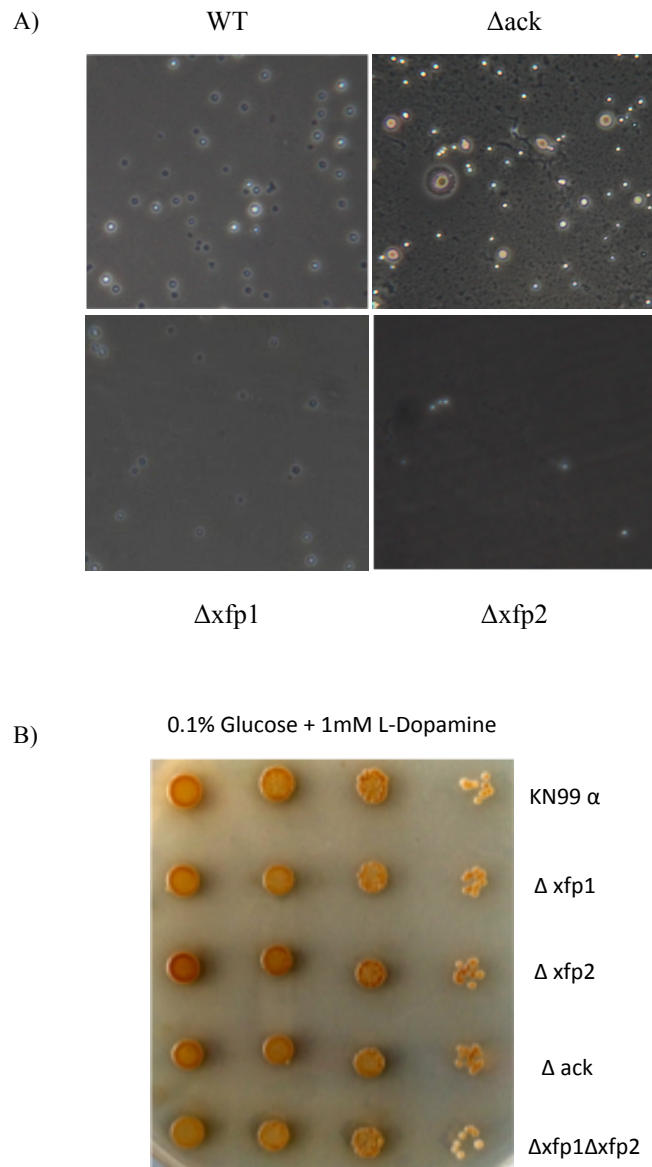 A)
WT Δack
Δxfp1 Δxfp2
B)
0.1% Glucose + 1mM L-Dopamine
KN99 α
Δ xfp1
Δ xfp2
Δ ack
Δxfp1Δxfp2